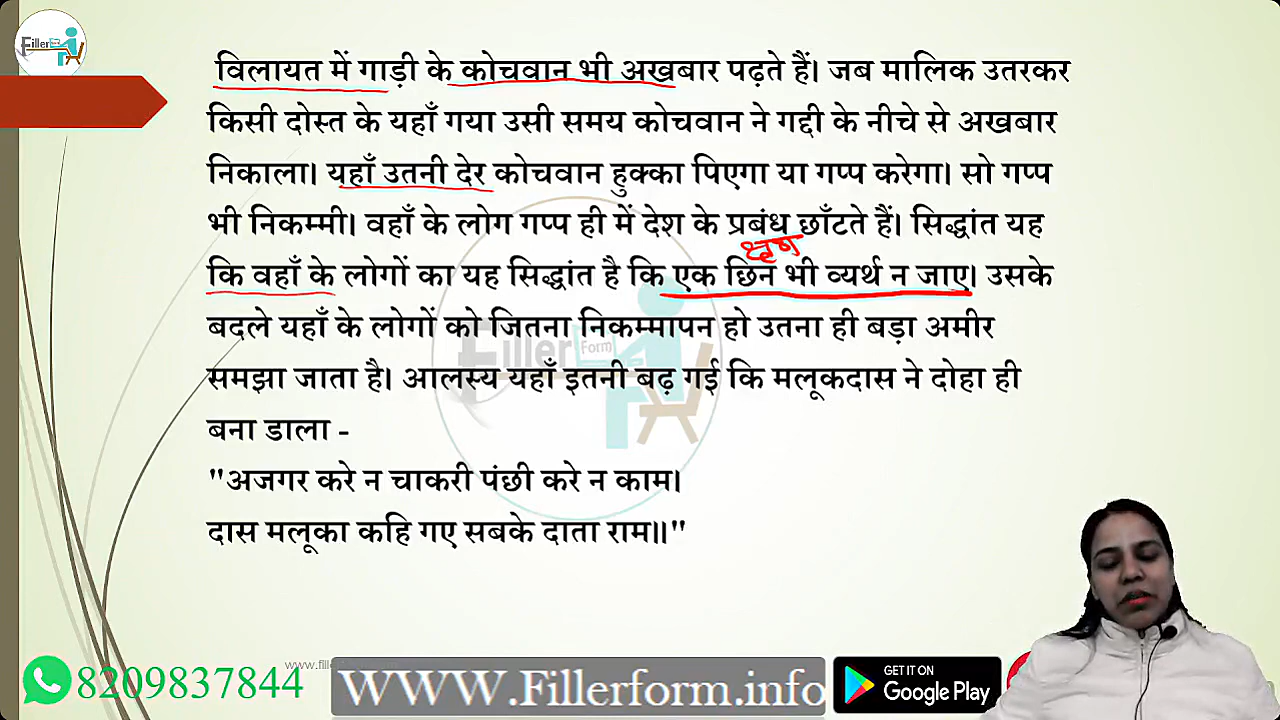 Filler Form
विलायत में गाड़ी के कोचवान भी अखबार पढ़ते हैं। जब मालिक उतरकर
किसी दोस्त के यहाँ गया उसी समय कोचवान ने गद्दी के नीचे से अखबार
निकाला। यहाँ उतनी देर कोचवान हुक्का पिएगा या गप्प करेगा। सो गप्प
भी निकम्मी। वहाँ के लोग गप्प ही में देश के प्रबंध छाँटते हैं। सिद्धांत यह
क्षण
कि वहाँ के लोगों का यह सिद्धांत है कि एक छिन भी व्यर्थ न जाए। उसके
बदले यहाँ के लोगों को जितना निकम्मापन हो उतना ही बड़ा अमीर
Filler Form
समझा जाता है। आलस्य यहाँ इतनी बढ़ गई कि मलूकदास ने दोहा ही
बना डाला -
"अजगर करे न चाकरी पंछी करे न काम।
दास मलूका कहि गए सबके दाता राम॥"
8209837844
WWW.Fillerform.info
GET IT ON
Google Play